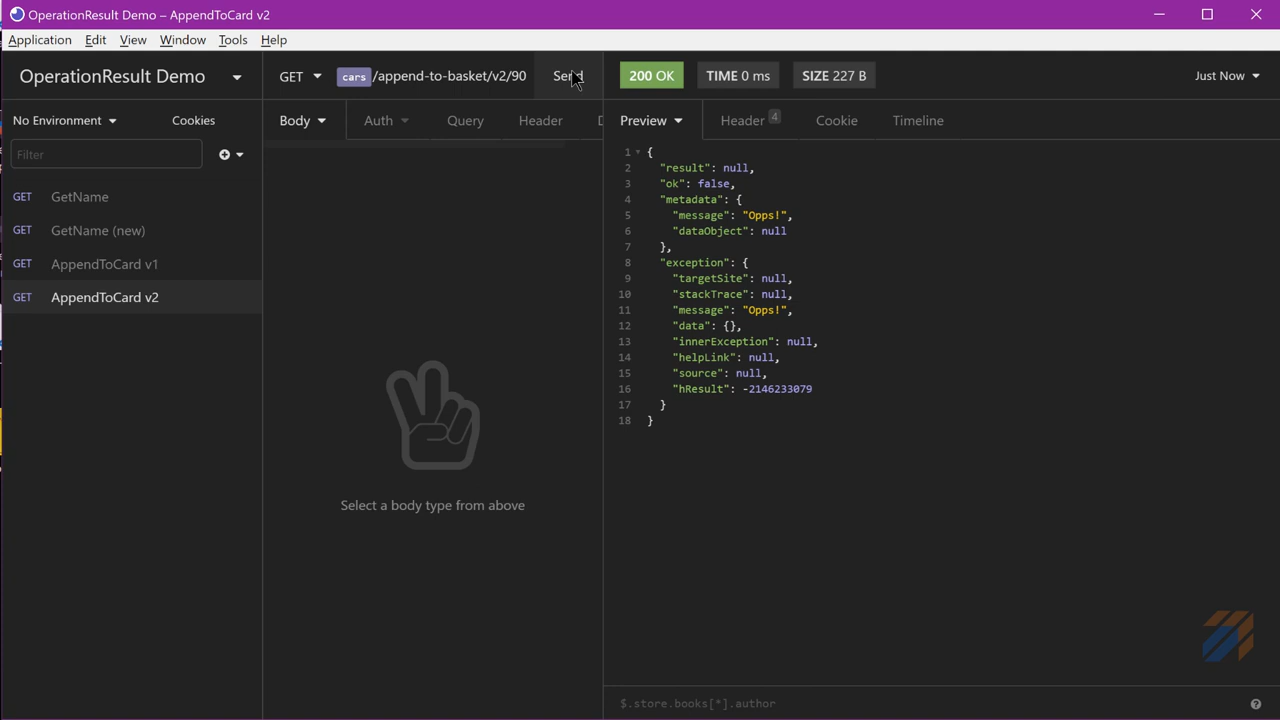 OperationResult Demo – AppendToCard v2
Application Edit View Window Tools Help
OperationResult Demo
GET cars /append-to-basket/v2/90 Send
200 OK TIME 0 ms SIZE 227 B Just Now
No Environment Cookies
Body Auth Query Header
Preview Header 4 Cookie Timeline
Filter
GET GetName
GET GetName (new)
GET AppendToCard v1
GET AppendToCard v2
Select a body type from above
1 {
2 "result": null,
3 "ok": false,
4 "metadata": {
5 "message": "Opps!",
6 "dataObject": null
7 },
8 "exception": {
9 "targetSite": null,
10 "stackTrace": null,
11 "message": "Opps!",
12 "data": {},
13 "innerException": null,
14 "helpLink": null,
15 "source": null,
16 "hResult": -2146233079
17 }
18 }
$.store.books[*].author